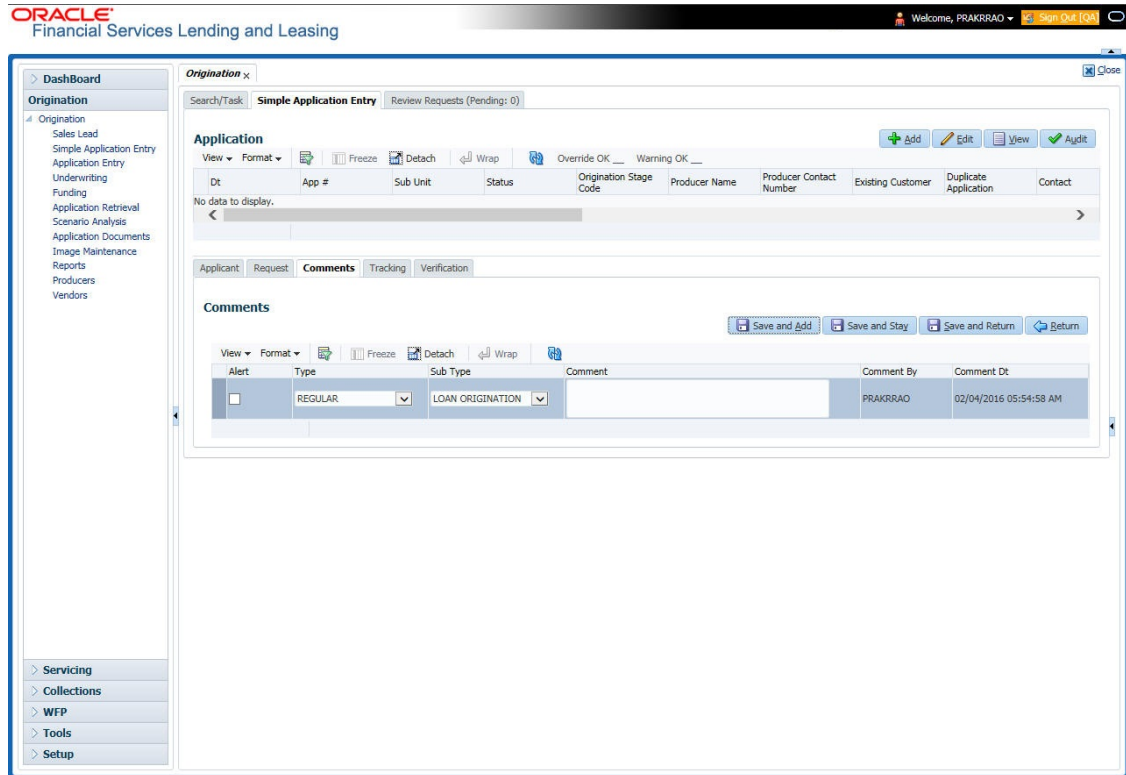 ORACLE
Financial Services Lending and Leasing
Welcome, PRAKRRAO
Sign Out [QA]
Close
DashBoard
Origination
Origination
Sales Lead
Simple Application Entry
Application Entry
Underwriting
Funding
Application Retrieval
Scenario Analysis
Application Documents
Image Maintenance
Reports
Producers
Vendors
Servicing
Collections
WFP
Tools
Setup
Origination x
Search/Task Simple Application Entry Review Requests (Pending: 0)
Application
Add Edit View Audit
View Format Freeze Detach Wrap Override OK __ Warning OK __
Dt App # Sub Unit Status Origination Stage Code Producer Name Producer Contact Number Existing Customer Duplicate Application Contact
No data to display.
Applicant Request Comments Tracking Verification
Comments
Save and Add Save and Stay Save and Return Return
View Format Freeze Detach Wrap
Alert Type Sub Type Comment Comment By Comment Dt
REGULAR LOAN ORIGINATION PRAKRRAO 02/04/2016 05:54:58 AM